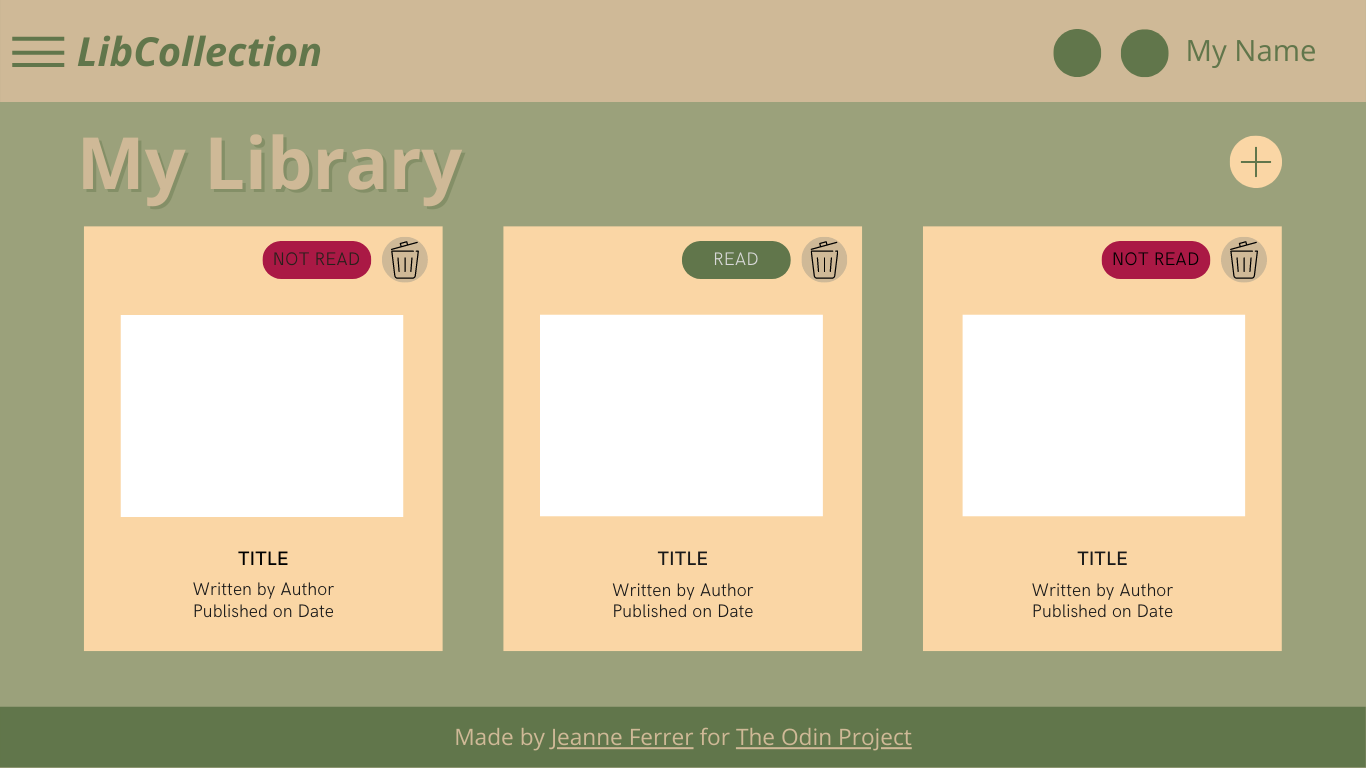 LibCollection
My Name
My Library
NOT READ
READ
NOT READ
TITLE
Written by Author
Published on Date
TITLE
Written by Author
Published on Date
TITLE
Written by Author
Published on Date
Made by Jeanne Ferrer for The Odin Project